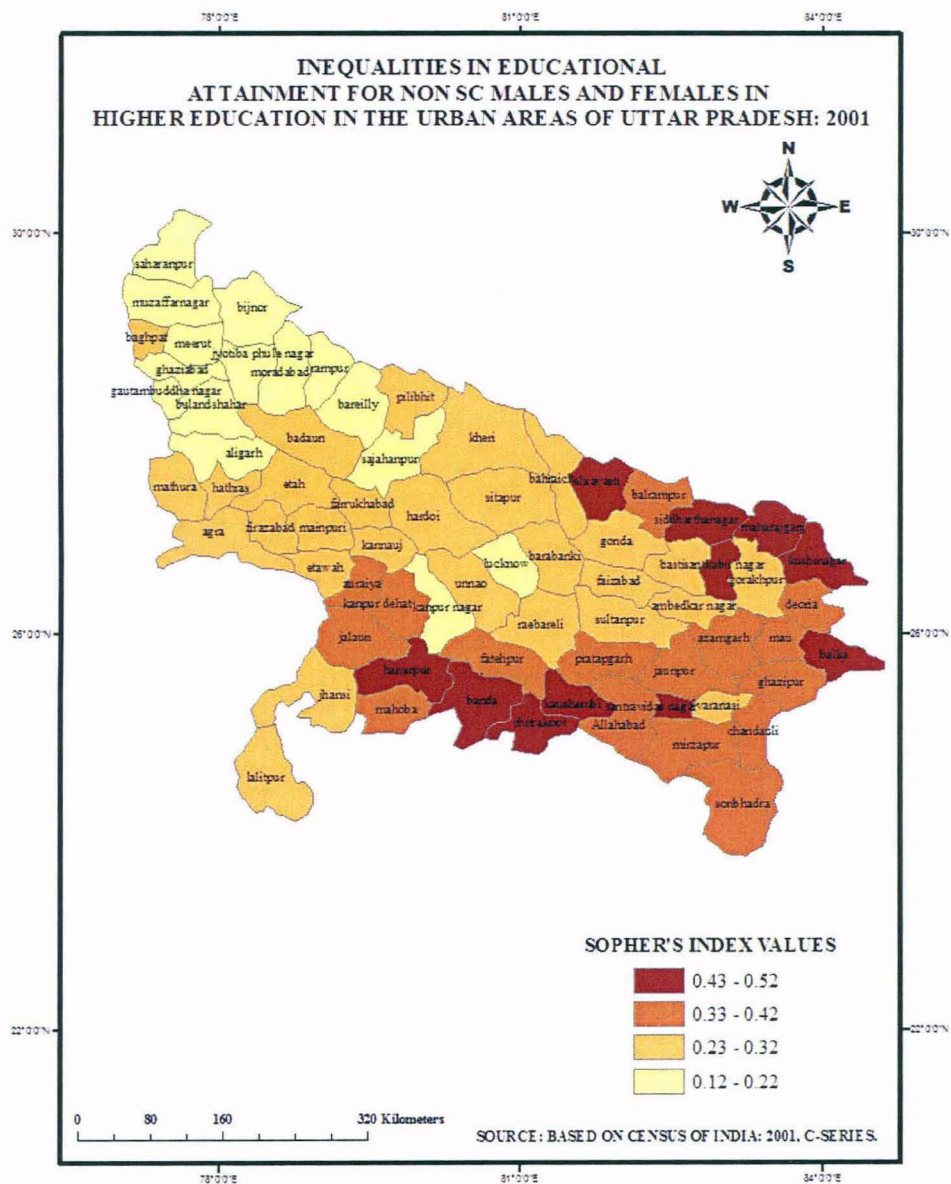 78°0'0"E 81°0'0"E 84°0'0"E
INEQUALITIES IN EDUCATIONAL
ATTAINMENT FOR NON SC MALES AND FEMALES IN
HIGHER EDUCATION IN THE URBAN AREAS OF UTTAR PRADESH: 2001
N
W E
S
30°0'0"N 30°0'0"N
saharanpur
muzaffarnagar
bijnor
baghpat
meerut
jyotiba phule nagar
ghaziabad
moradabad
rampur
gautambuddha nagar
bulandshahar
bareilly
pilibhit
badaun
kheri
aligarh
sajahanpur
mathura
hathras
etah
bahraich
balrampur
farrukhabad
hardoi
sitapur
siddharthanagar
maharajganj
agra
firazabad
mainpuri
gonda
kannauj
lucknow
barabanki
kushinagar
etawah
unnao
faizabad
gorakhpur
auraiya
kanpur dehat
kanpur nagar
ambedkar nagar
deoria
raebareli
sultanpur
26°0'0"N 26°0'0"N
jalaun
azamgarh
mau
ballia
fatehpur
pratapgarh
jaunpur
ghazipur
jhansi
banda
mahoba
varanasi
Allahabad
chandauli
mirzapur
lalitpur
sonbhadra
SOPHER'S INDEX VALUES
0.43 - 0.52
0.33 - 0.42
0.23 - 0.32
0.12 - 0.22
22°0'0"N 22°0'0"N
0 80 160 320 Kilometers
SOURCE: BASED ON CENSUS OF INDIA: 2001, C-SERIES.
78°0'0"E 81°0'0"E 84°0'0"E